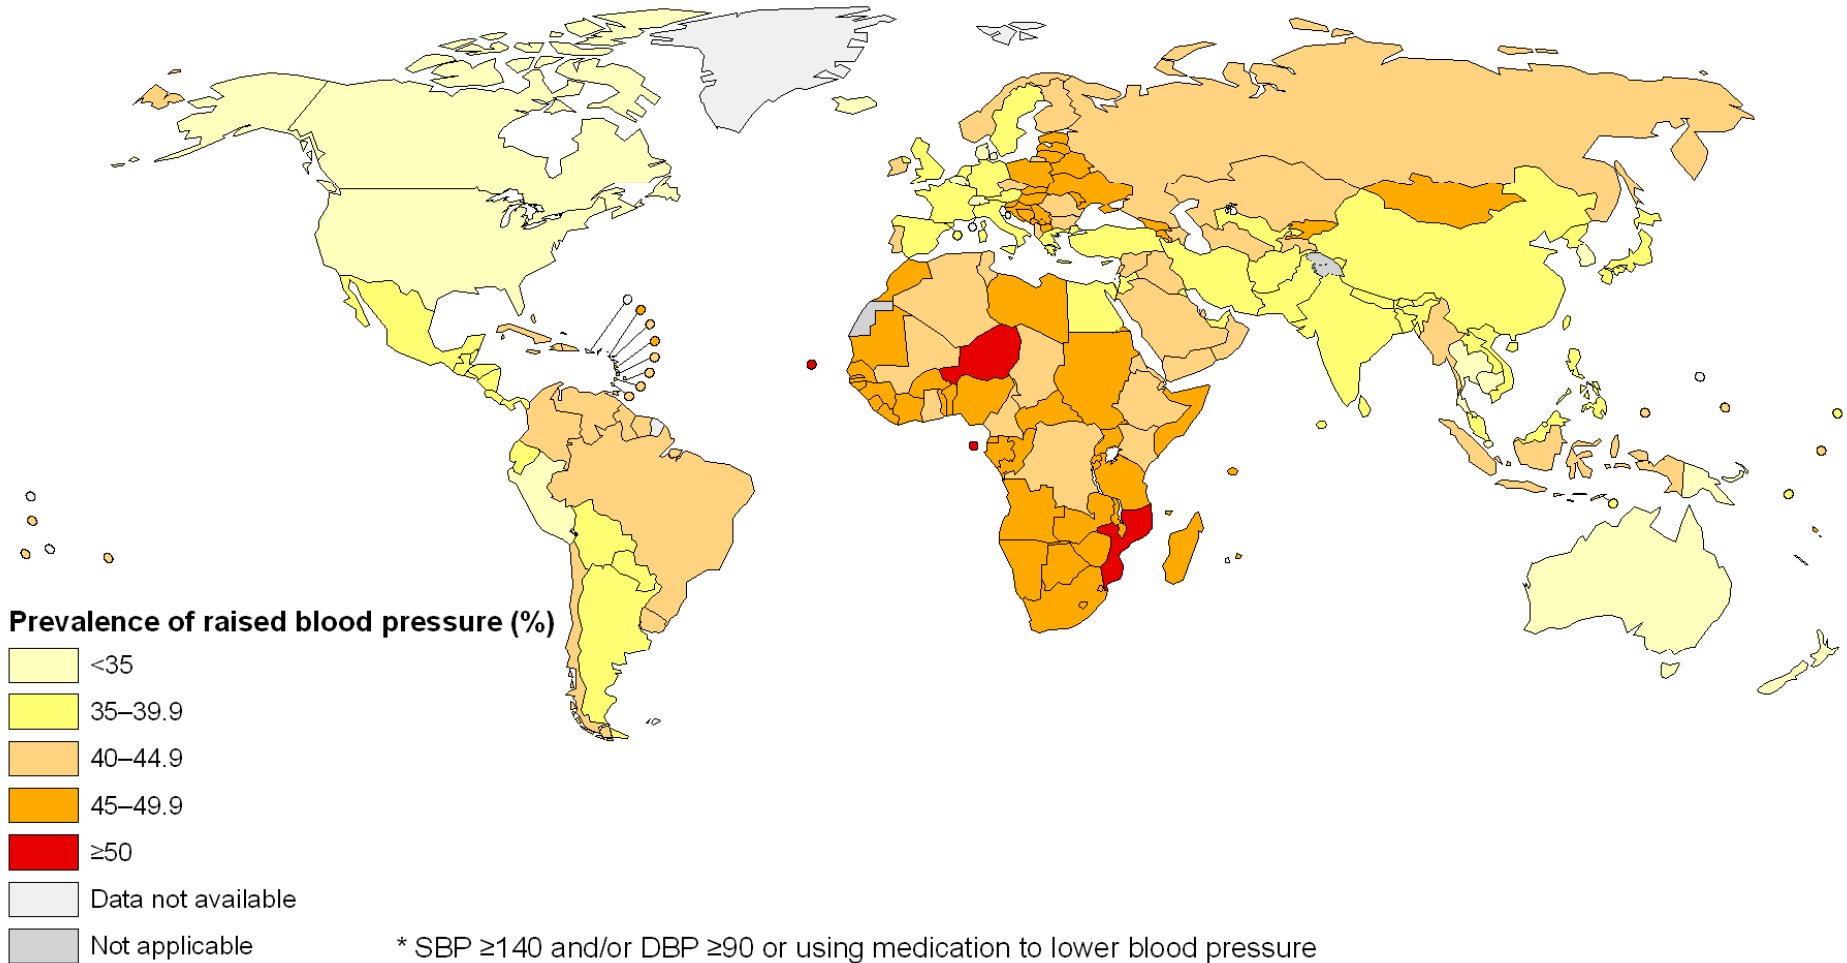 Prevalence of raised blood pressure (%)
<35
35–39.9
40–44.9
45–49.9
≥50
Data not available
Not applicable
* SBP ≥140 and/or DBP ≥90 or using medication to lower blood pressure